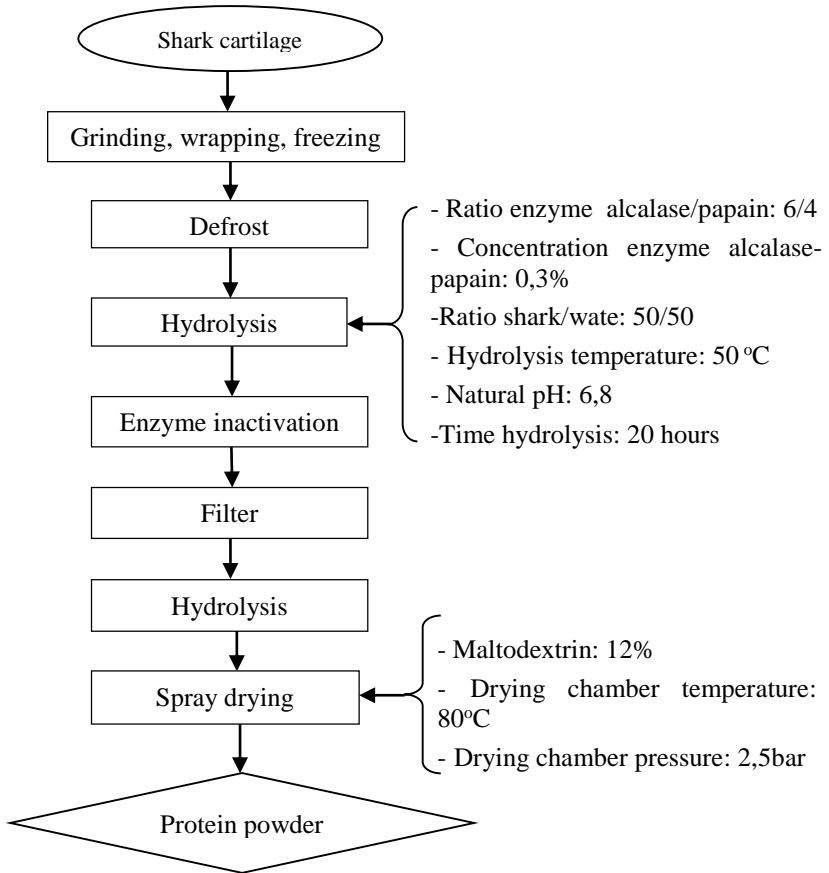 Shark cartilage
Grinding, wrapping, freezing
Defrost
Hydrolysis
- Ratio enzyme alcalase/papain: 6/4
- Concentration enzyme alcalase-
papain: 0,3%
-Ratio shark/wate: 50/50
- Hydrolysis temperature: 50 °C
- Natural pH: 6,8
-Time hydrolysis: 20 hours
Enzyme inactivation
Filter
Hydrolysis
Spray drying
- Maltodextrin: 12%
- Drying chamber temperature:
80°C
- Drying chamber pressure: 2,5bar
Protein powder